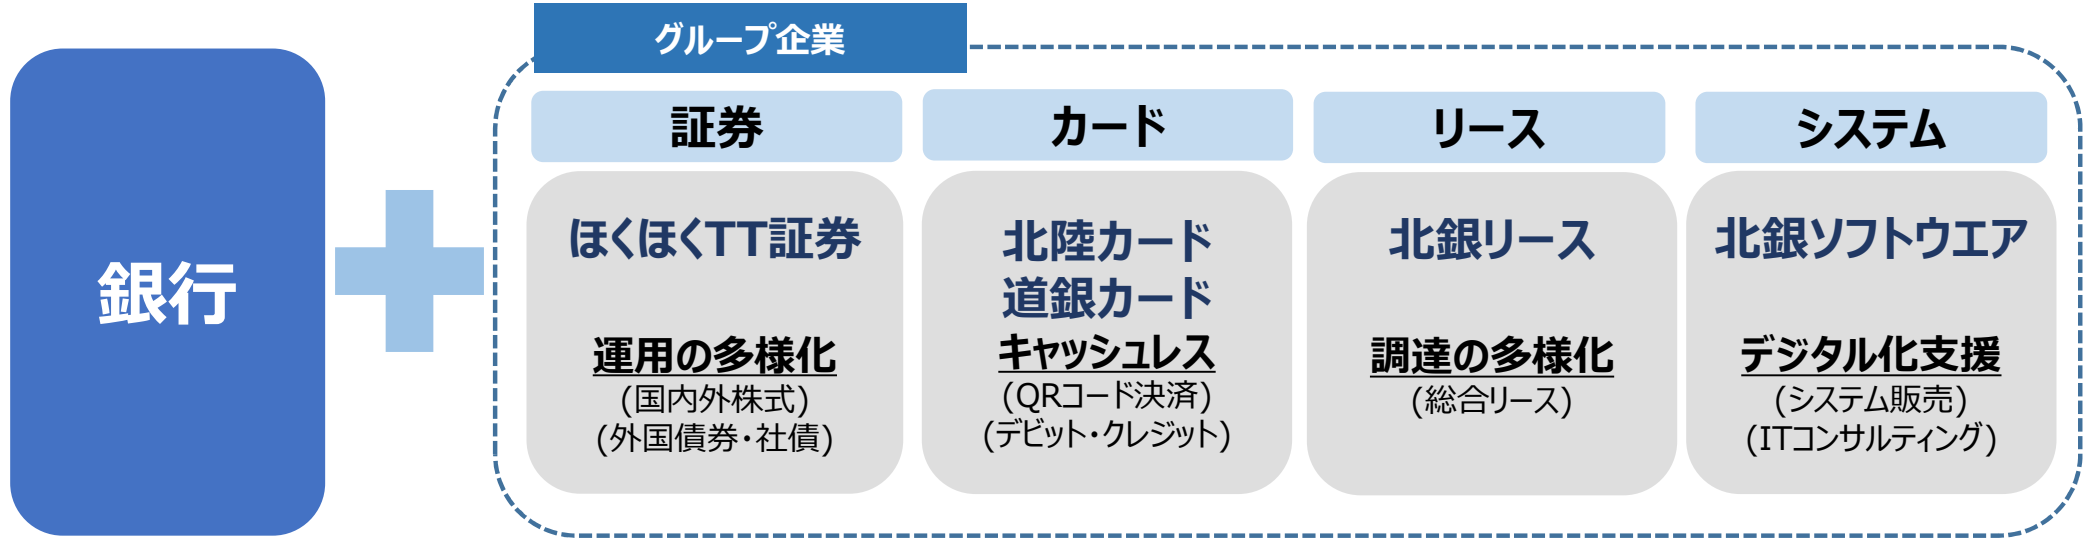 グループ企業
銀行
証券
ほくほくTT証券
運用の多様化
(国内外株式)
(外国債券・社債)
カード
北陸カード
道銀カード
キャッシュレス
(QRコード決済)
(デビット・クレジット)
リース
北銀リース
調達の多様化
(総合リース)
システム
北銀ソフトウエア
デジタル化支援
(システム販売)
(ITコンサルティング)